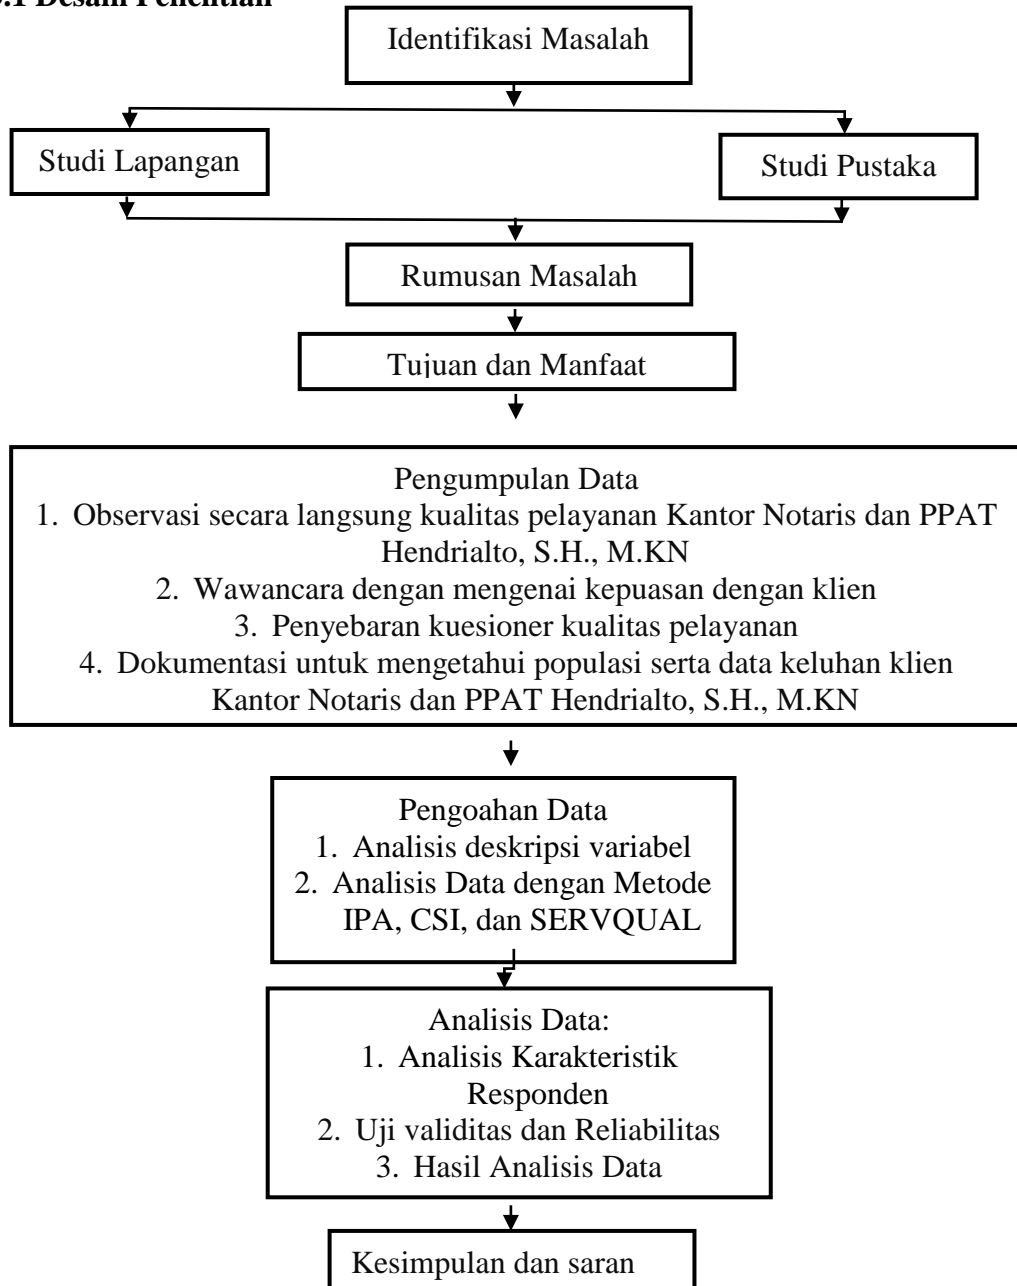 3.1 Desain Penelitian
Identifikasi Masalah
Studi Lapangan
Studi Pustaka
Rumusan Masalah
Tujuan dan Manfaat
Pengumpulan Data
1. Observasi secara langsung kualitas pelayanan Kantor Notaris dan PPAT
Hendrialto, S.H., M.KN
2. Wawancara dengan mengenai kepuasan dengan klien
3. Penyebaran kuesioner kualitas pelayanan
4. Dokumentasi untuk mengetahui populasi serta data keluhan klien
Kantor Notaris dan PPAT Hendrialto, S.H., M.KN
Pengoahan Data
1. Analisis deskripsi variabel
2. Analisis Data dengan Metode
IPA, CSI, dan SERVQUAL
Analisis Data:
1. Analisis Karakteristik
Responden
2. Uji validitas dan Reliabilitas
3. Hasil Analisis Data
Kesimpulan dan saran